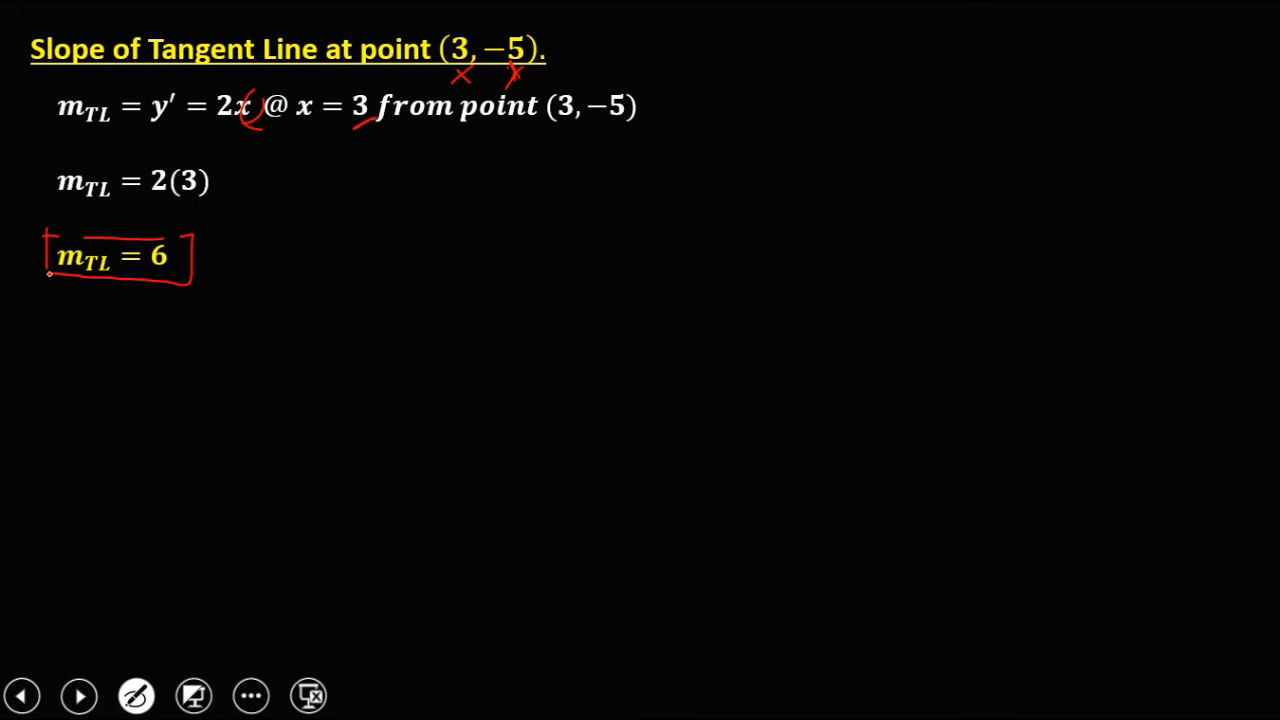 Slope of Tangent Line at point (3, −5).
x y
m_TL = y′ = 2x @ x = 3 from point (3, −5)
m_TL = 2(3)
m_TL = 6